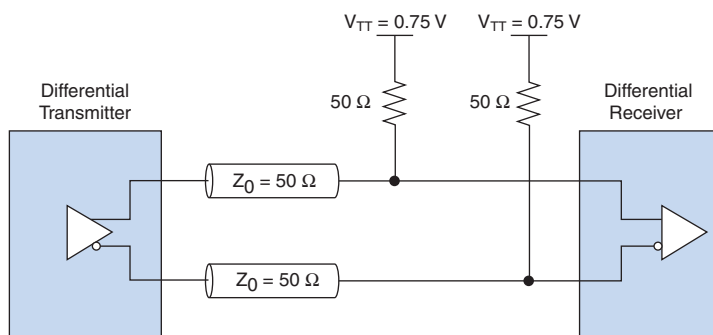 V_TT = 0.75 V V_TT = 0.75 V
Differential Transmitter
50 Ω
50 Ω
Differential Receiver
Z_0 = 50 Ω
Z_0 = 50 Ω